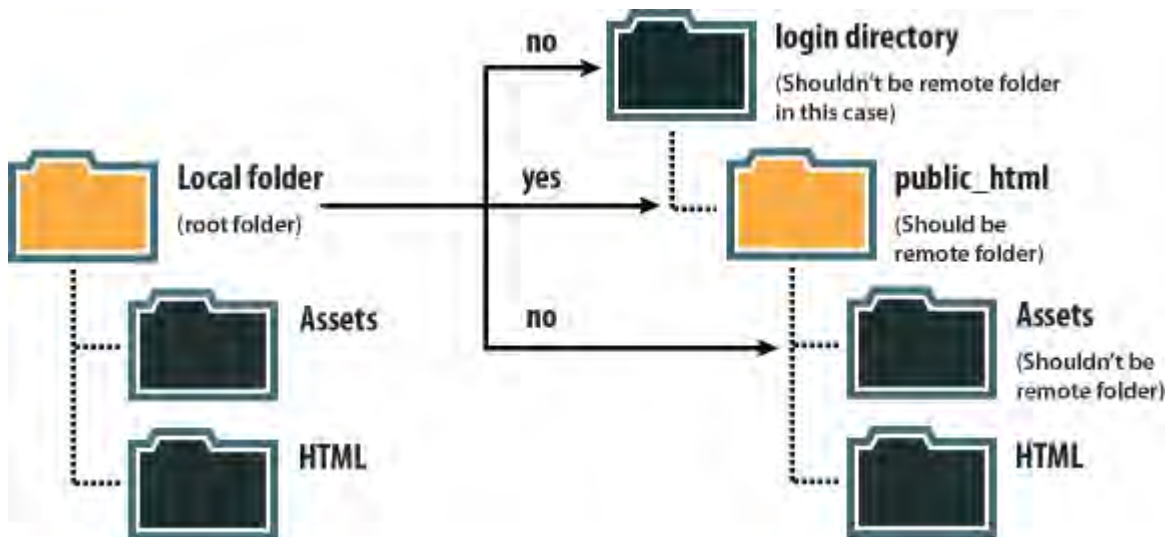 no
login directory
(Shouldn't be remote folder
in this case)
Local folder
(root folder)
yes
public_html
(Should be
remote folder)
Assets
no
Assets
(Shouldn't be
remote folder)
HTML
HTML